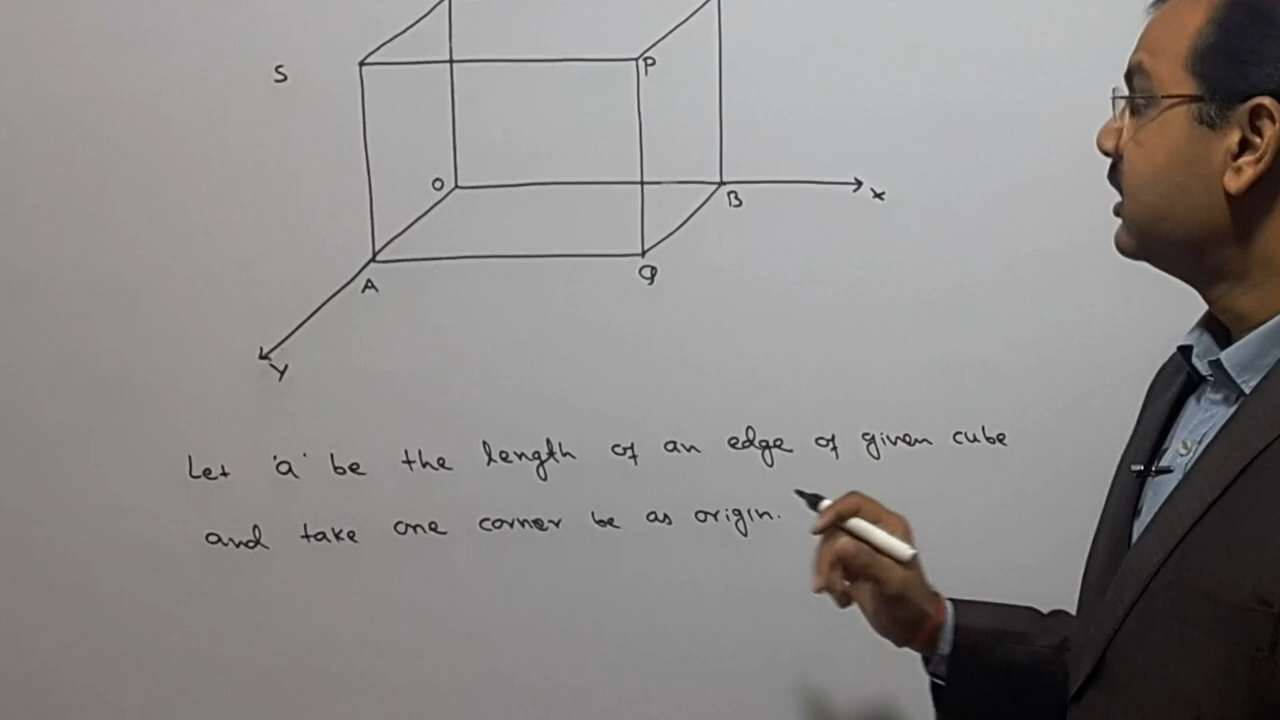 S
P
O
B
x
A
Q
y
Let 'a' be the length of an edge of given cube
and take one corner be as origin.